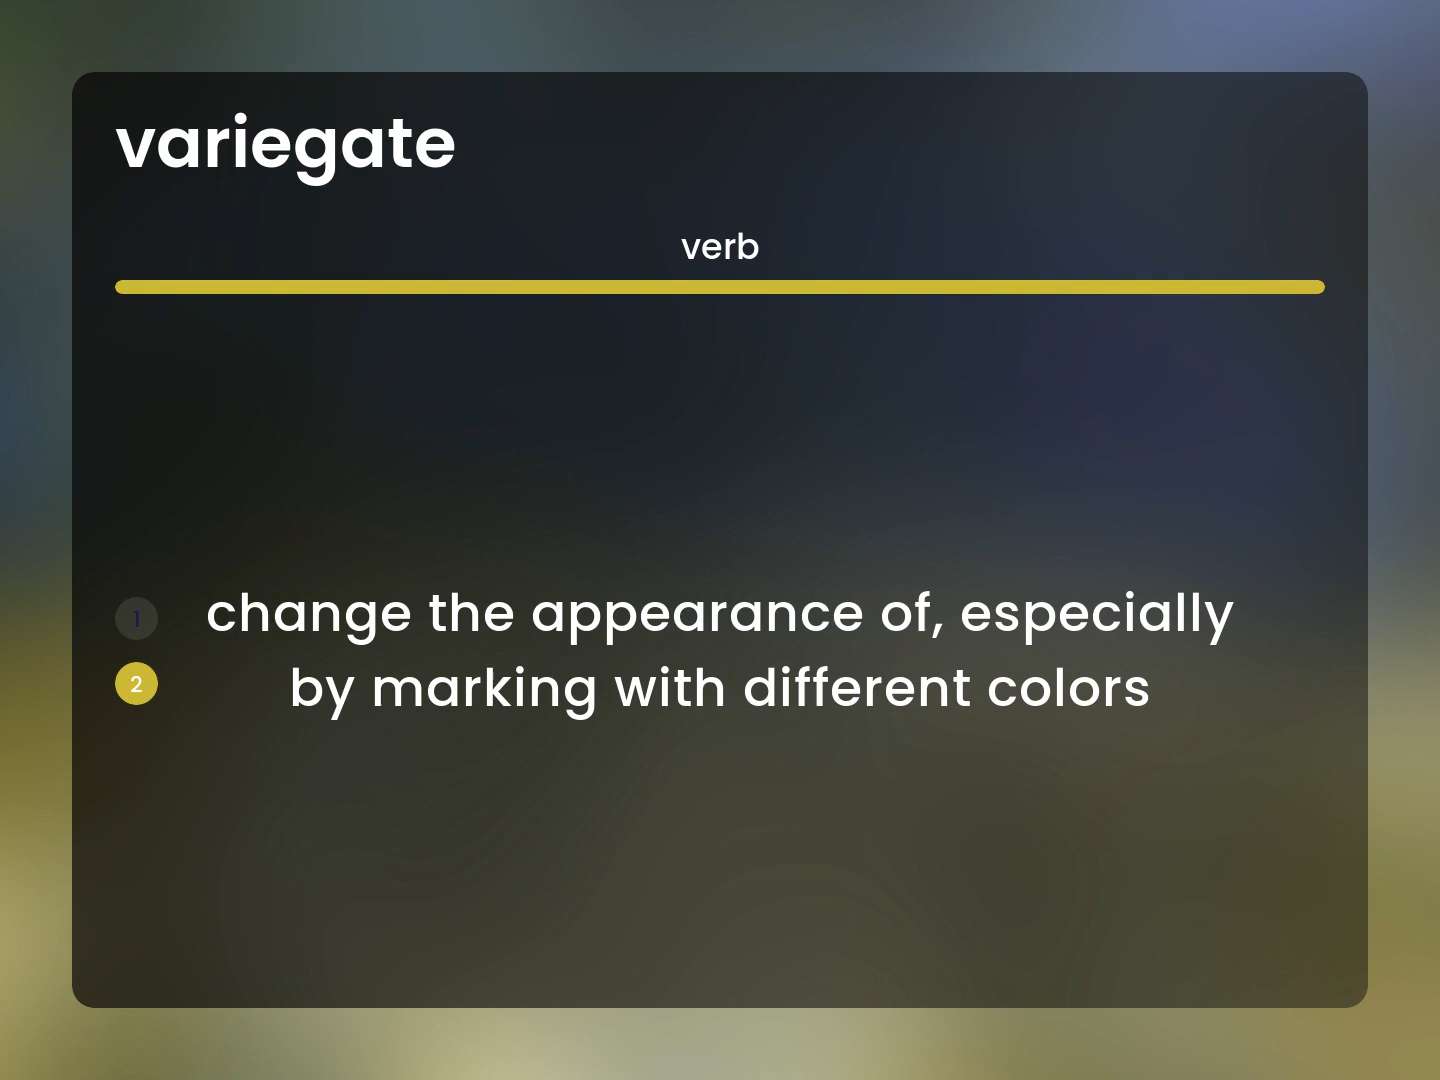 variegate
verb
1
change the appearance of, especially
2
by marking with different colors